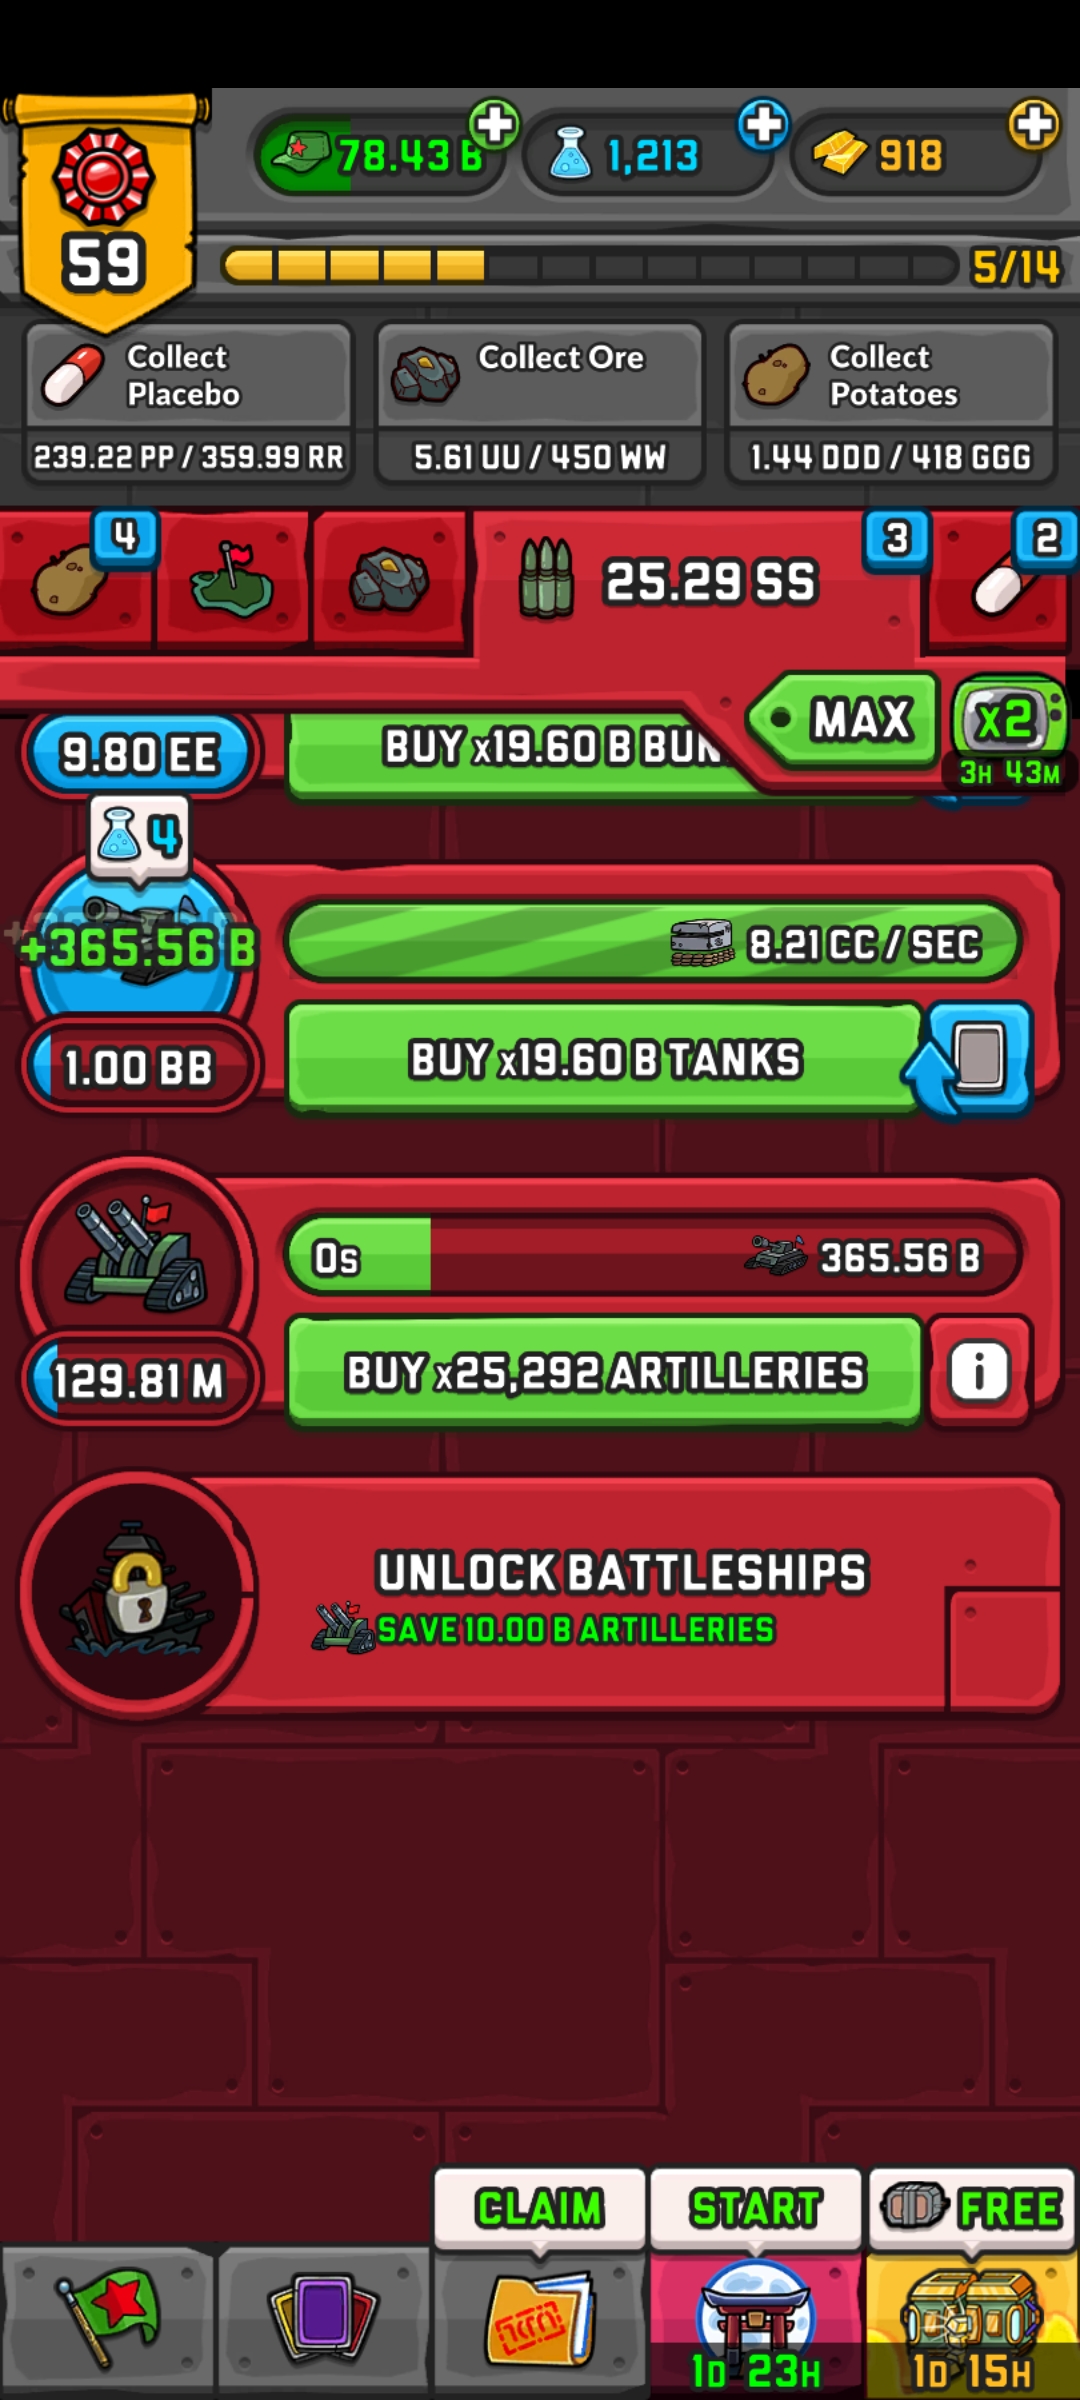 78.43 B
1,213
918
59
5/14
Collect
Placebo
239.22 PP / 359.99 RR
Collect Ore
5.61 UU / 450 WW
Collect
Potatoes
1.44 DDD / 418 GGG
4
25.29 SS
3
2
MAX
x2
3H 43M
9.80 EE
BUY x19.60 B BUN
4
+365.56 B
8.21 CC / SEC
1.00 BB
BUY x19.60 B TANKS
0s
365.56 B
129.81 M
BUY x25,292 ARTILLERIES
i
UNLOCK BATTLESHIPS
SAVE 10.00 B ARTILLERIES
CLAIM
START
FREE
1D 23H
1D 15H